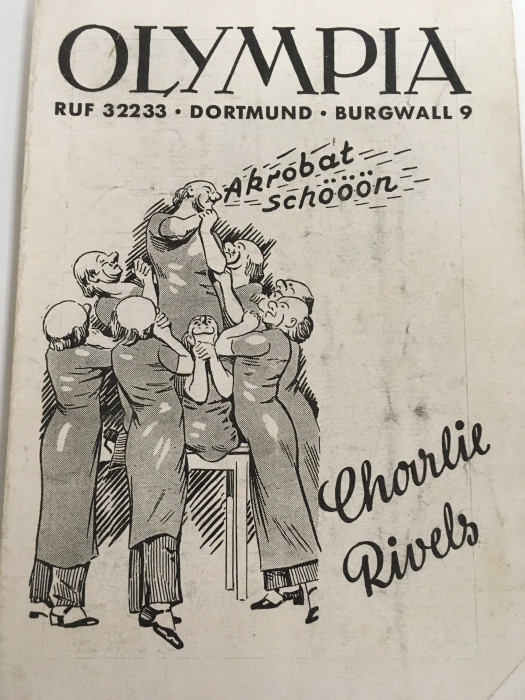 OLYMPIA
RUF 32233 · DORTMUND · BURGWALL 9
Akrobat
schööön
Charlie
Rivels